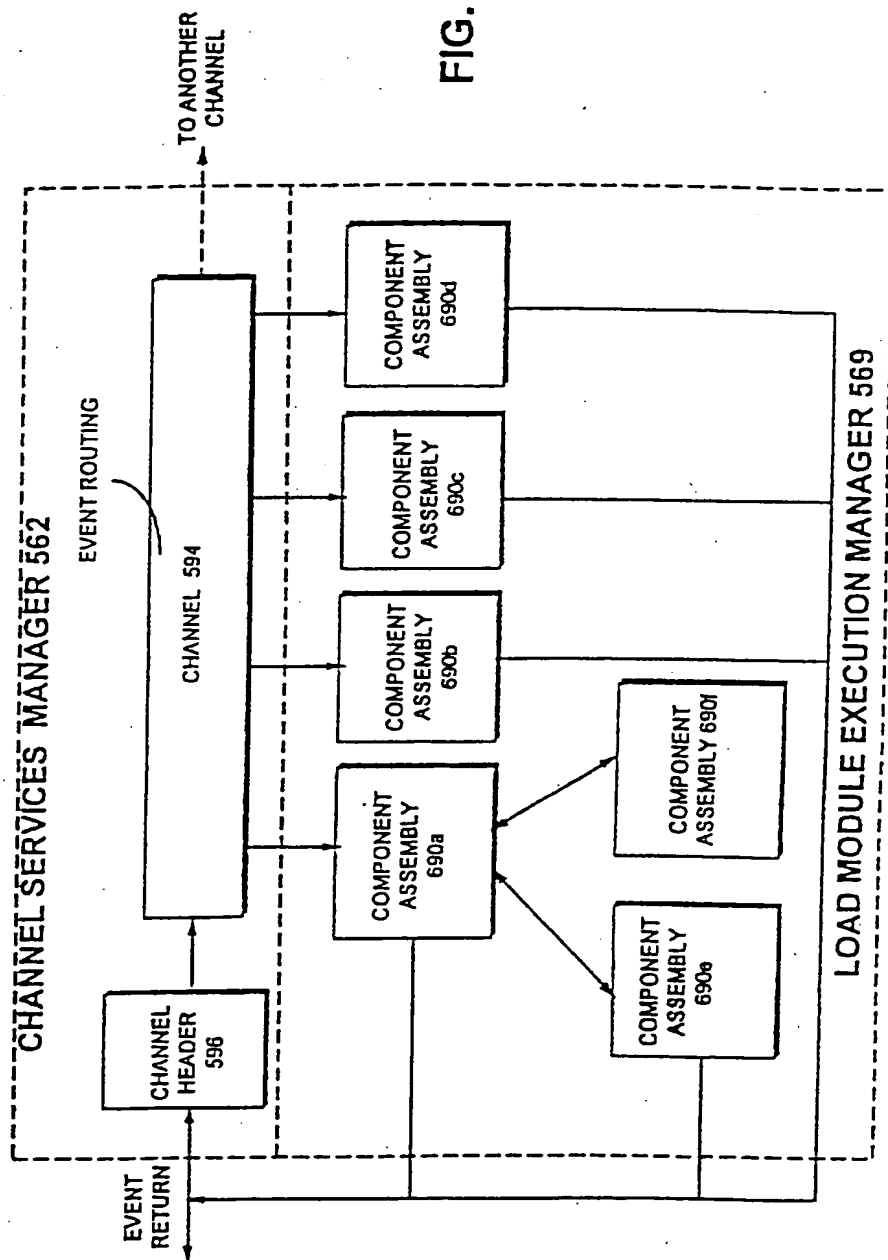 CHANNEL SERVICES MANAGER 562
EVENT ROUTING
TO ANOTHER
CHANNEL
EVENT
RETURN
CHANNEL
HEADER
596
CHANNEL 594
COMPONENT
ASSEMBLY
690a
COMPONENT
ASSEMBLY
690b
COMPONENT
ASSEMBLY
690c
COMPONENT
ASSEMBLY
690d
COMPONENT
ASSEMBLY
690e
COMPONENT
ASSEMBLY 690f
LOAD MODULE EXECUTION MANAGER 569
FIG.